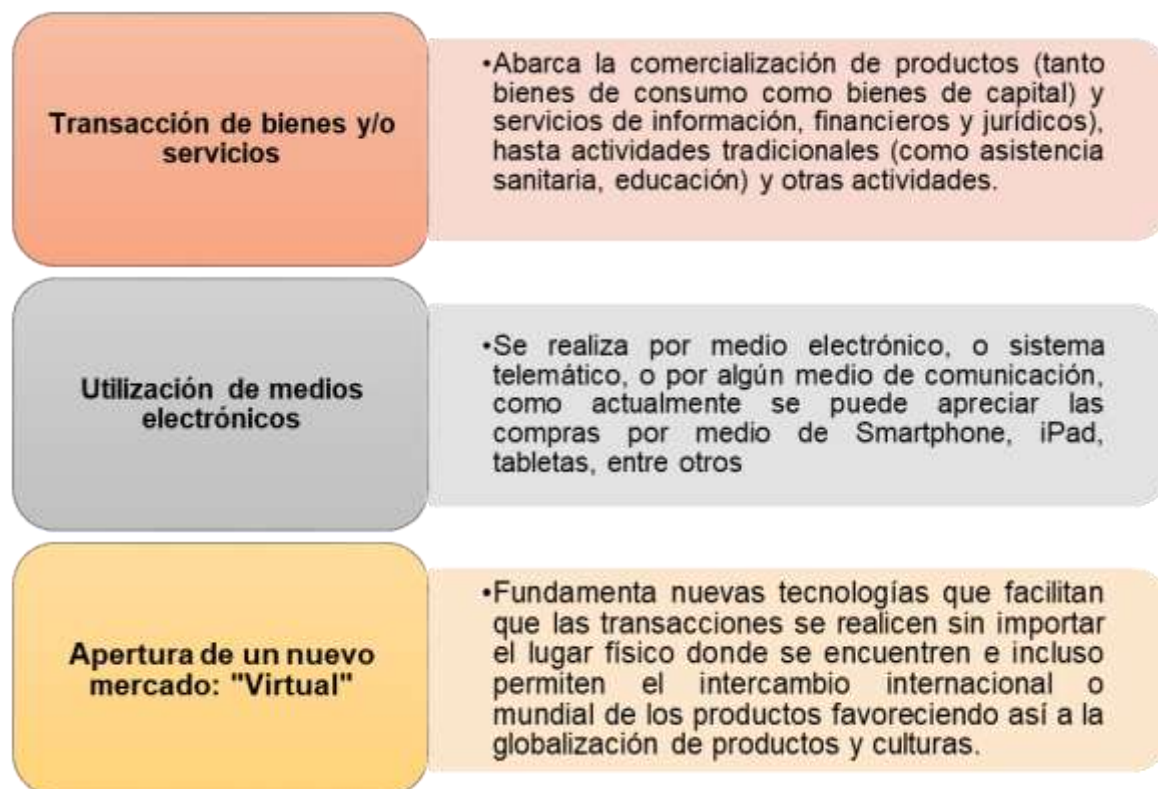 Transacción de bienes y/o
servicios
•Abarca la comercialización de productos (tanto
bienes de consumo como bienes de capital) y
servicios de información, financieros y jurídicos),
hasta actividades tradicionales (como asistencia
sanitaria, educación) y otras actividades.
Utilización de medios
electrónicos
•Se realiza por medio electrónico, o sistema
telemático, o por algún medio de comunicación,
como actualmente se puede apreciar las
compras por medio de Smartphone, iPad,
tabletas, entre otros
Apertura de un nuevo
mercado: "Virtual"
•Fundamenta nuevas tecnologías que facilitan
que las transacciones se realicen sin importar
el lugar físico donde se encuentren e incluso
permiten el intercambio internacional o
mundial de los productos favoreciendo así a la
globalización de productos y culturas.